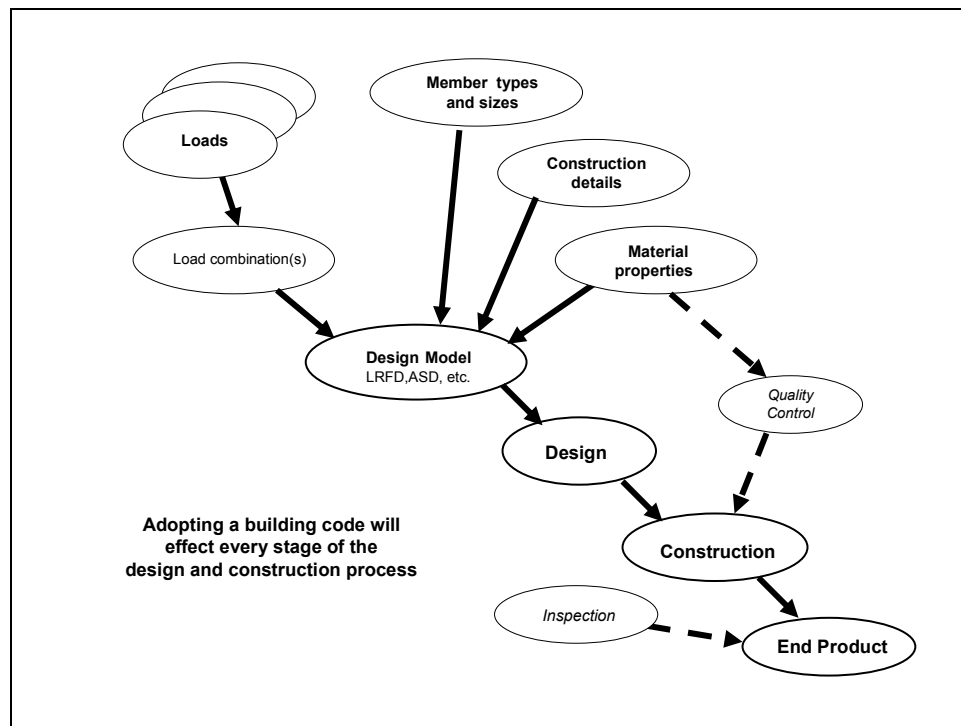 Member types
and sizes
Loads
Construction
details
Load combination(s)
Material
properties
Design Model
LRFD,ASD, etc.
Quality
Control
Design
Adopting a building code will
effect every stage of the
design and construction process
Construction
Inspection
End Product